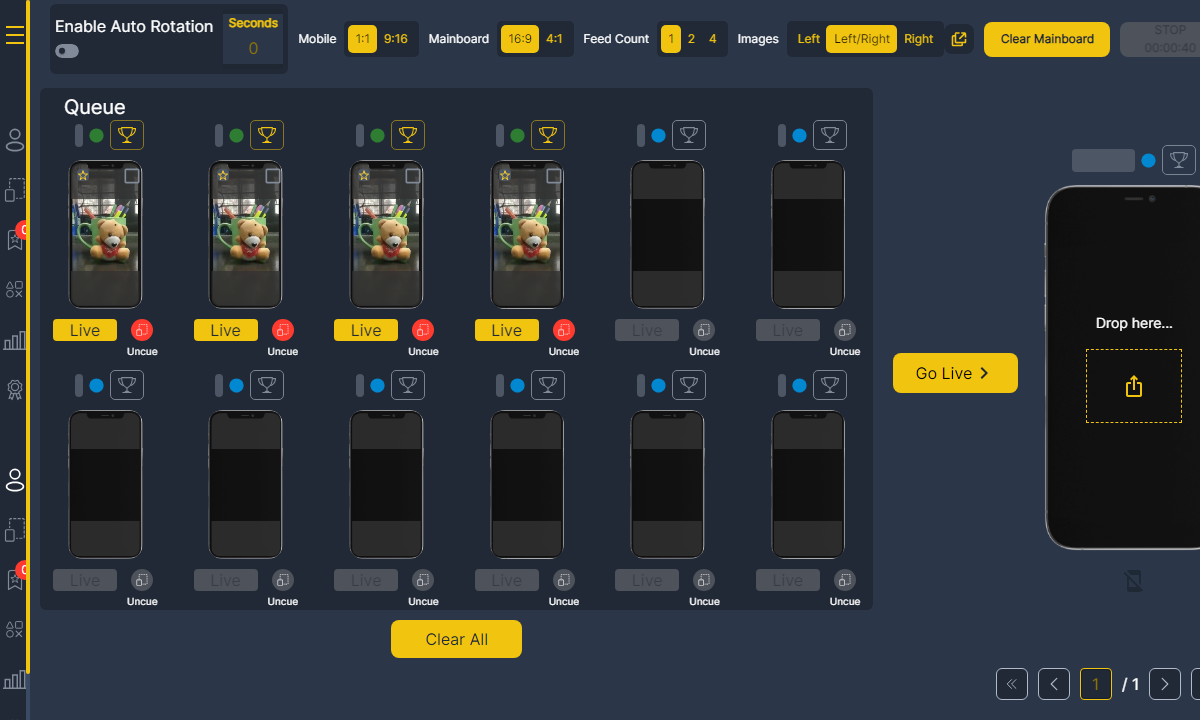 Enable Auto Rotation
Seconds
0
Mobile 1:1 9:16 Mainboard 16:9 4:1 Feed Count 1 2 4 Images Left Left/Right Right Clear Mainboard
STOP
00:00:40
Queue
Live Live Live Live Live Live
Uncue Uncue Uncue Uncue Uncue Uncue
Drop here...
Go Live
Live Live Live Live Live Live
Uncue Uncue Uncue Uncue Uncue Uncue
Clear All
1 / 1